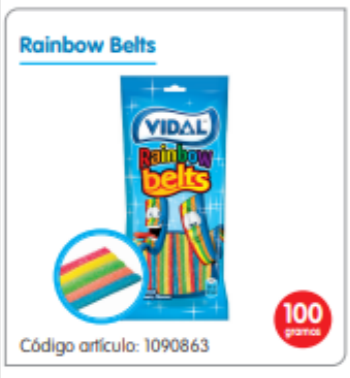 Rainbow Belts
VIDAL
Rainbow
belts
100
gramos
Código artículo: 1090863